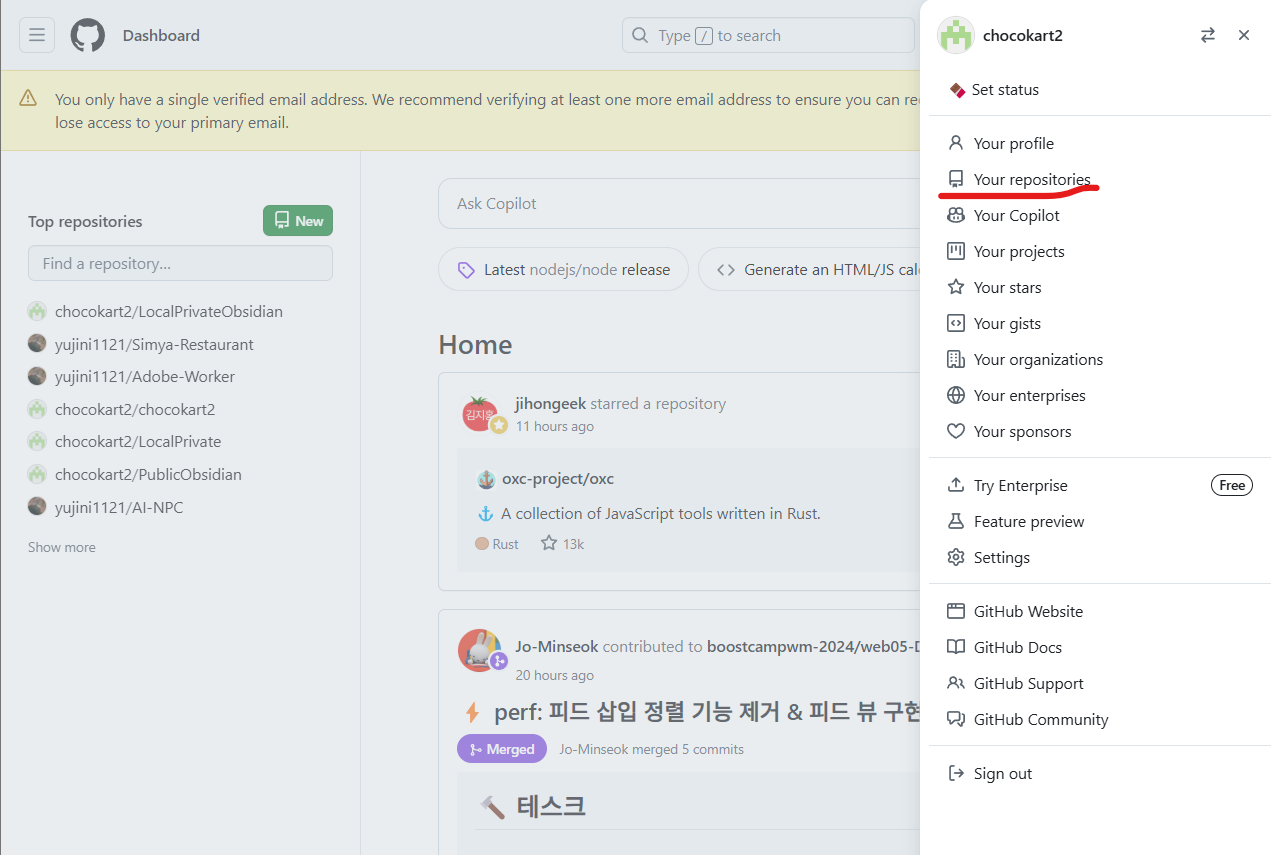 Dashboard
Type / to search
You only have a single verified email address. We recommend verifying at least one more email address to ensure you can re
lose access to your primary email.
Top repositories
New
Find a repository...
chocokart2/LocalPrivateObsidian
yujini1121/Simya-Restaurant
yujini1121/Adobe-Worker
chocokart2/chocokart2
chocokart2/LocalPrivate
chocokart2/PublicObsidian
yujini1121/AI-NPC
Show more
Ask Copilot
Latest nodejs/node release
Generate an HTML/JS cal
Home
김지홍
jihongeek starred a repository
11 hours ago
oxc-project/oxc
A collection of JavaScript tools written in Rust.
Rust
13k
Jo-Minseok contributed to boostcampwm-2024/web05-D
20 hours ago
perf: 피드 삽입 정렬 기능 제거 & 피드 뷰 구현
Merged
Jo-Minseok merged 5 commits
테스크
chocokart2
Set status
Your profile
Your repositories
Your Copilot
Your projects
Your stars
Your gists
Your organizations
Your enterprises
Your sponsors
Try Enterprise
Free
Feature preview
Settings
GitHub Website
GitHub Docs
GitHub Support
GitHub Community
Sign out